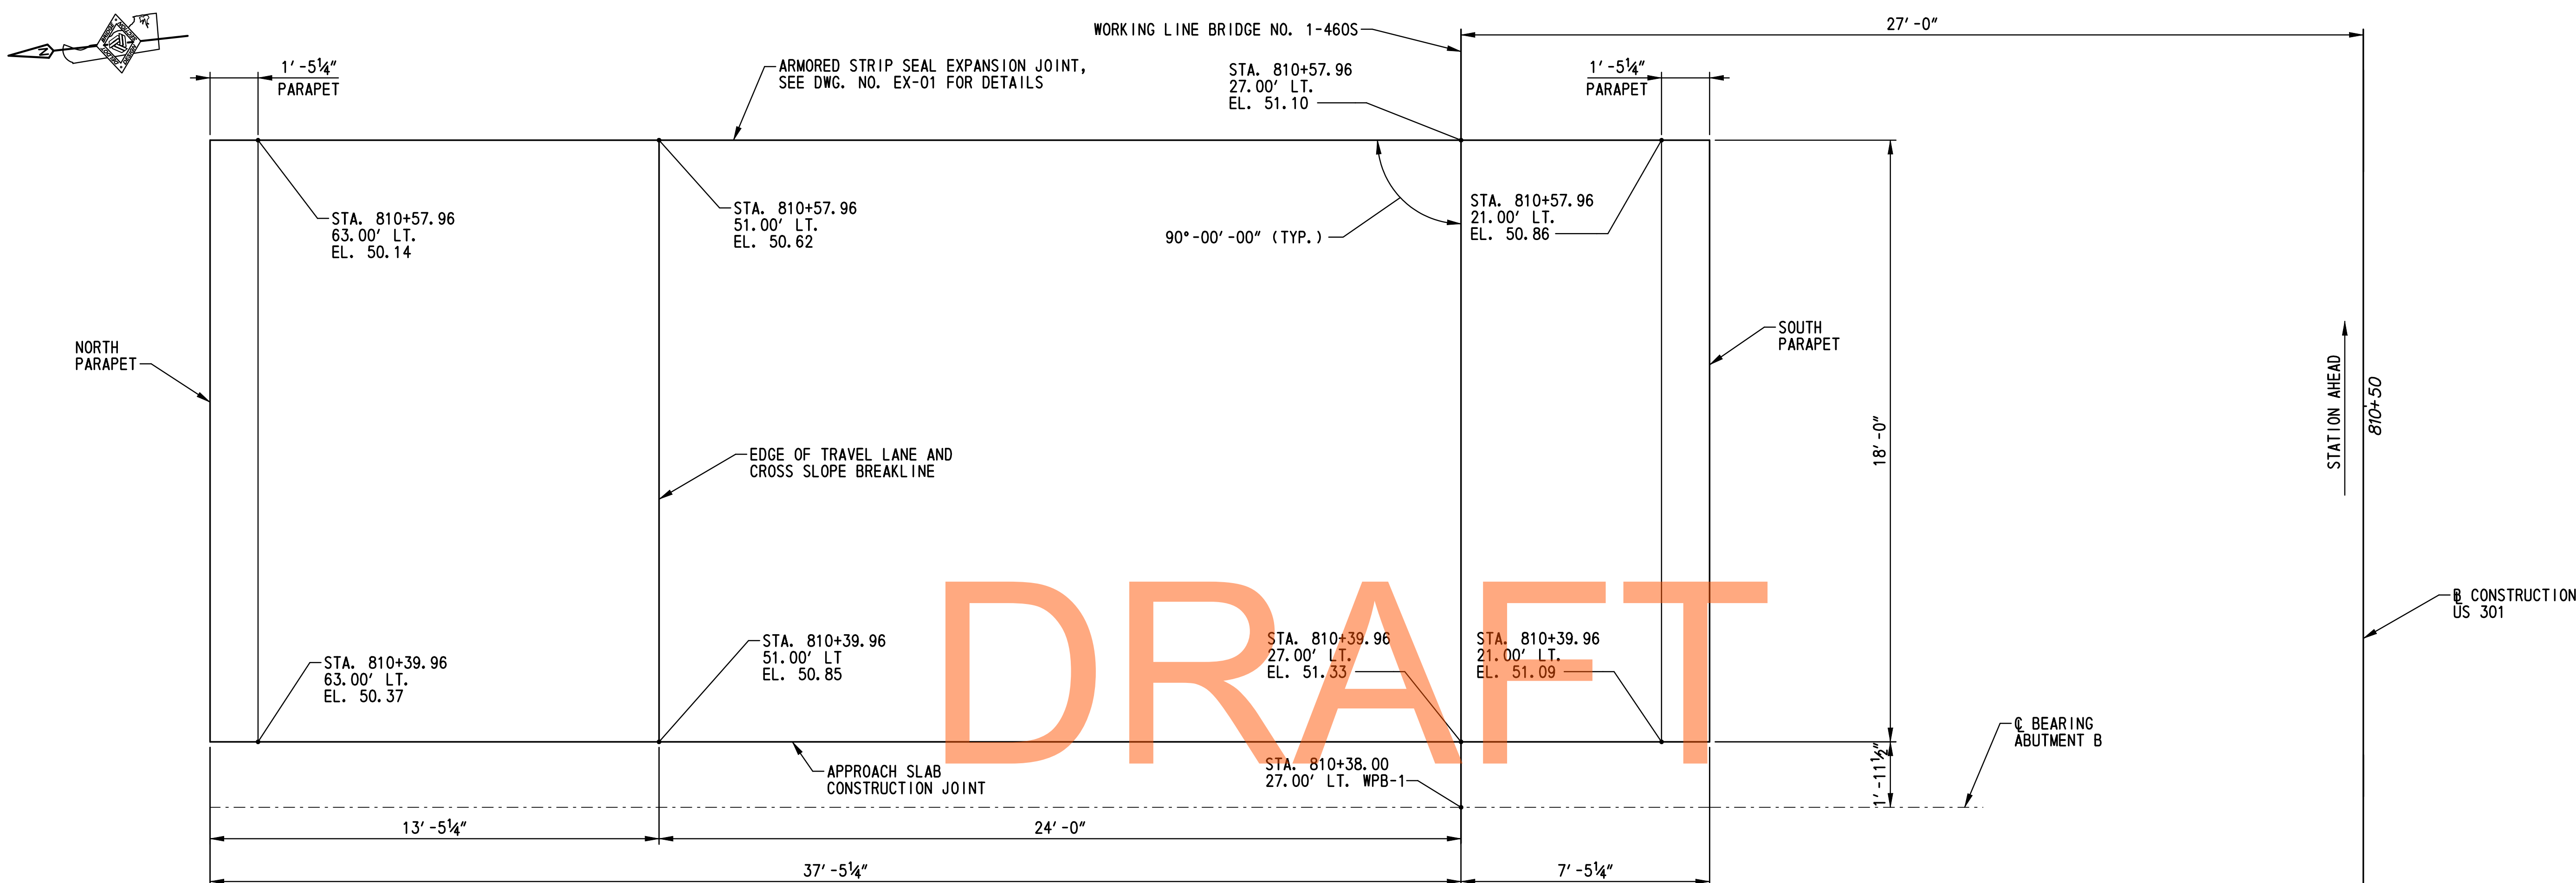 WORKING LINE BRIDGE NO. 1-460S
27'-0"
N
1'-5¼"
PARAPET
ARMORED STRIP SEAL EXPANSION JOINT,
SEE DWG. NO. EX-01 FOR DETAILS
STA. 810+57.96
27.00' LT.
EL. 51.10
1'-5¼"
PARAPET
STA. 810+57.96
63.00' LT.
EL. 50.14
STA. 810+57.96
51.00' LT.
EL. 50.62
90°-00'-00" (TYP.)
STA. 810+57.96
21.00' LT.
EL. 50.86
NORTH
PARAPET
SOUTH
PARAPET
STATION AHEAD
810+50
18'-0"
EDGE OF TRAVEL LANE AND
CROSS SLOPE BREAKLINE
DRAFT
STA. 810+39.96
63.00' LT.
EL. 50.37
STA. 810+39.96
51.00' LT
EL. 50.85
STA. 810+39.96
27.00' LT.
EL. 51.33
STA. 810+39.96
21.00' LT.
EL. 51.09
℄ CONSTRUCTION
US 301
℄ BEARING
ABUTMENT B
APPROACH SLAB
CONSTRUCTION JOINT
STA. 810+38.00
27.00' LT. WPB-1
1'-11½"
13'-5¼"
24'-0"
37'-5¼"
7'-5¼"